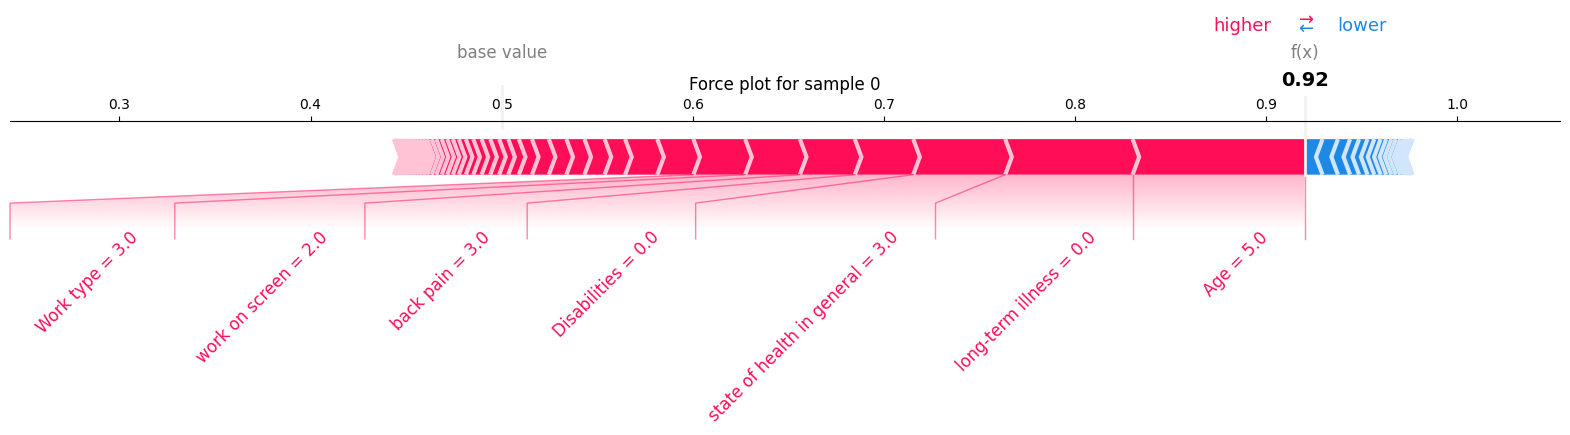 higher ⇄ lower
base value
f(x)
Force plot for sample 0
0.92
0.3 0.4 0 5 0.6 0.7 0.8 0.9 1.0
Work type = 3.0
work on screen = 2.0
back pain = 3.0
Disabilities = 0.0
state of health in general = 3.0
long-term illness = 0.0
Age = 5.0